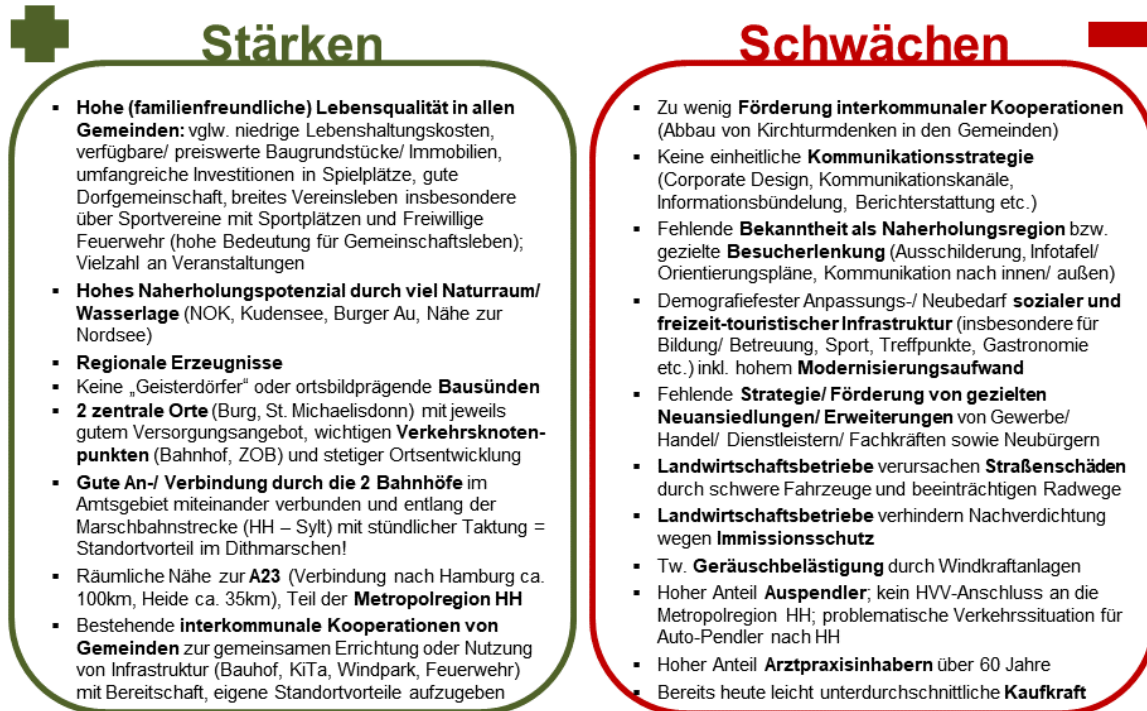 Stärken
▪ Hohe (familienfreundliche) Lebensqualität in allen
Gemeinden: vglw. niedrige Lebenshaltungskosten,
verfügbare/ preiswerte Baugrundstücke/ Immobilien,
umfangreiche Investitionen in Spielplätze, gute
Dorfgemeinschaft, breites Vereinsleben insbesondere
über Sportvereine mit Sportplätzen und Freiwillige
Feuerwehr (hohe Bedeutung für Gemeinschaftsleben);
Vielzahl an Veranstaltungen
▪ Hohes Naherholungspotenzial durch viel Naturraum/
Wasserlage (NOK, Kudensee, Burger Au, Nähe zur
Nordsee)
▪ Regionale Erzeugnisse
▪ Keine „Geisterdörfer" oder ortsbildprägende Bausünden
▪ 2 zentrale Orte (Burg, St. Michaelisdonn) mit jeweils
gutem Versorgungsangebot, wichtigen Verkehrsknoten-
punkten (Bahnhof, ZOB) und stetiger Ortsentwicklung
▪ Gute An-/ Verbindung durch die 2 Bahnhöfe im
Amtsgebiet miteinander verbunden und entlang der
Marschbahnstrecke (HH – Sylt) mit stündlicher Taktung =
Standortvorteil im Dithmarschen!
▪ Räumliche Nähe zur A23 (Verbindung nach Hamburg ca.
100km, Heide ca. 35km), Teil der Metropolregion HH
▪ Bestehende interkommunale Kooperationen von
Gemeinden zur gemeinsamen Errichtung oder Nutzung
von Infrastruktur (Bauhof, KiTa, Windpark, Feuerwehr)
mit Bereitschaft, eigene Standortvorteile aufzugeben
Schwächen
▪ Zu wenig Förderung interkommunaler Kooperationen
(Abbau von Kirchturmdenken in den Gemeinden)
▪ Keine einheitliche Kommunikationsstrategie
(Corporate Design, Kommunikationskanäle,
Informationsbündelung, Berichterstattung etc.)
▪ Fehlende Bekanntheit als Naherholungsregion bzw.
gezielte Besucherlenkung (Ausschilderung, Infotafel/
Orientierungspläne, Kommunikation nach innen/ außen)
▪ Demografiefester Anpassungs-/ Neubedarf sozialer und
freizeit-touristischer Infrastruktur (insbesondere für
Bildung/ Betreuung, Sport, Treffpunkte, Gastronomie
etc.) inkl. hohem Modernisierungsaufwand
▪ Fehlende Strategie/ Förderung von gezielten
Neuansiedlungen/ Erweiterungen von Gewerbe/
Handel/ Dienstleistern/ Fachkräften sowie Neubürgern
▪ Landwirtschaftsbetriebe verursachen Straßenschäden
durch schwere Fahrzeuge und beeinträchtigen Radwege
▪ Landwirtschaftsbetriebe verhindern Nachverdichtung
wegen Immissionsschutz
▪ Tw. Geräuschbelästigung durch Windkraftanlagen
▪ Hoher Anteil Auspendler; kein HVV-Anschluss an die
Metropolregion HH; problematische Verkehrssituation für
Auto-Pendler nach HH
▪ Hoher Anteil Arztpraxisinhabern über 60 Jahre
▪ Bereits heute leicht unterdurchschnittliche Kaufkraft